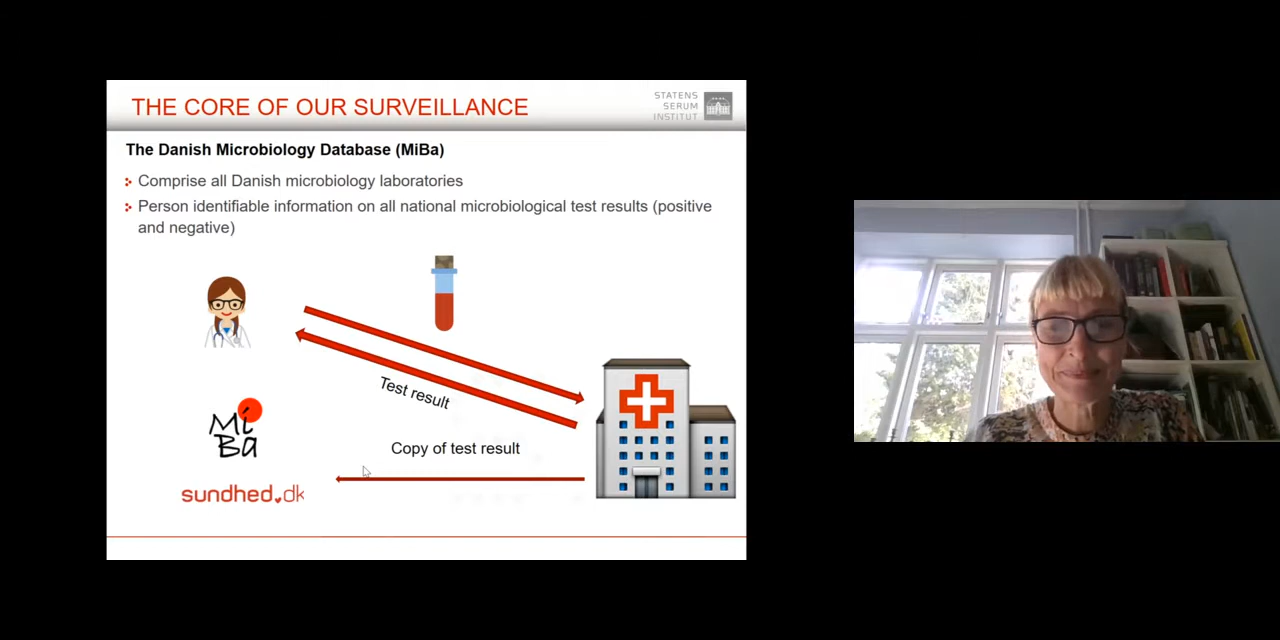 THE CORE OF OUR SURVEILLANCE
STATENS
SERUM
INSTITUT
The Danish Microbiology Database (MiBa)
Comprise all Danish microbiology laboratories
Person identifiable information on all national microbiological test results (positive
and negative)
Test result
Mi
Ba
Copy of test result
sundhed.dk